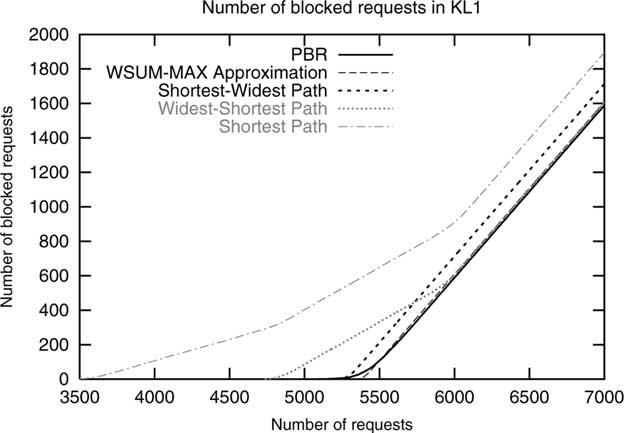 Number of blocked requests in KL1
2000
1800
1600
1400
1200
1000
800
600
400
200
0
Number of blocked requests
PBR
WSUM-MAX Approximation
Shortest-Widest Path
Widest-Shortest Path
Shortest Path
3500 4000 4500 5000 5500 6000 6500 7000
Number of requests